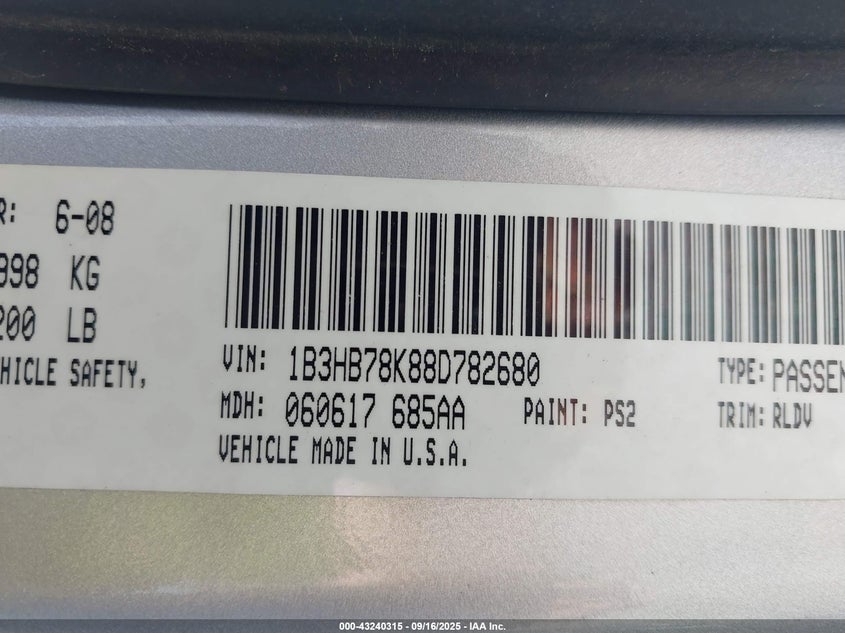 R: 6-08
998 KG
200 LB
HICLE SAFETY,
VIN: 1B3HB78K88D782680
TYPE: PASSEN
MDH: 060617 685AA
PAINT: PS2
TRIM: RLDV
VEHICLE MADE IN U.S.A.
000-43240315 - 09/16/2025 - IAA Inc.